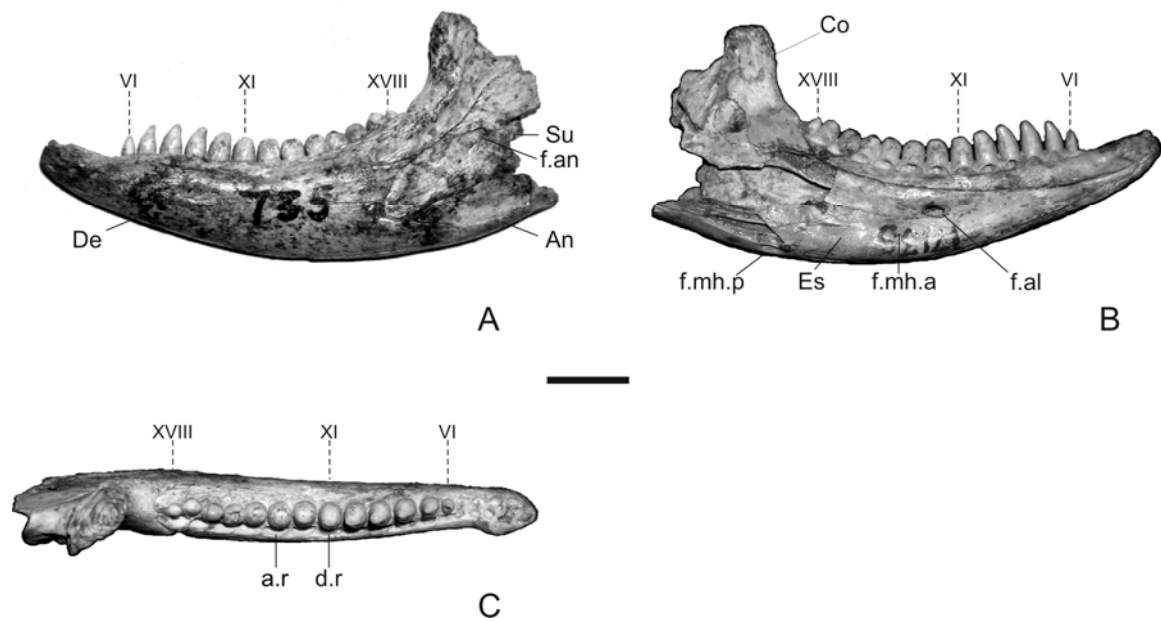 VI XI XVIII
Su
f.an
De
An
735
A
Co
XVIII XI VI
f.mh.p Es f.mh.a f.al
B
XVIII XI VI
a.r d.r
C